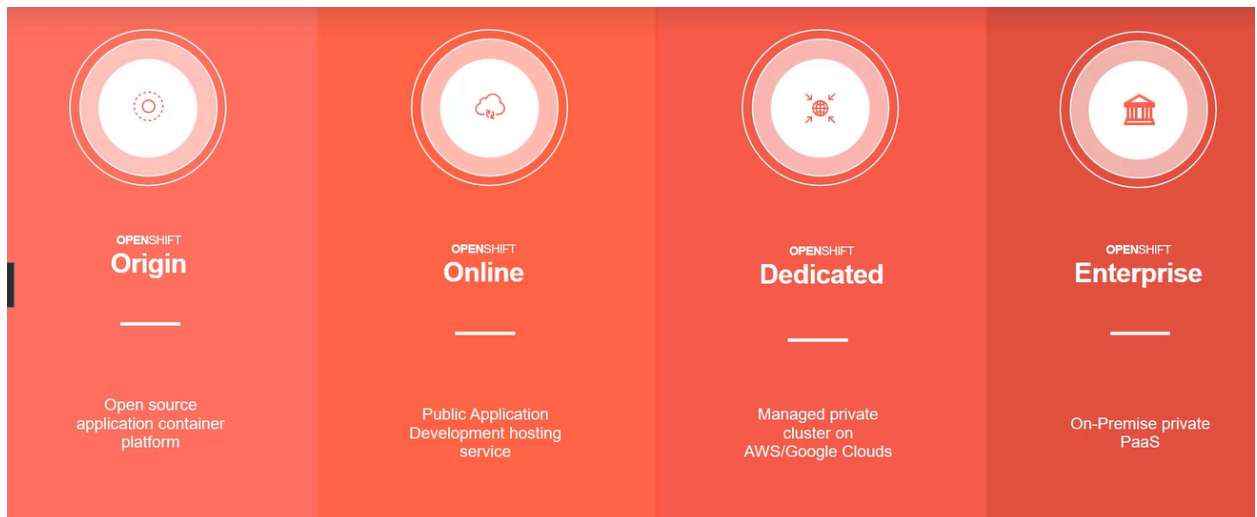 OPENSHIFT
Origin
Open source
application container
platform
OPENSHIFT
Online
Public Application
Development hosting
service
OPENSHIFT
Dedicated
Managed private
cluster on
AWS/Google Clouds
OPENSHIFT
Enterprise
On-Premise private
PaaS